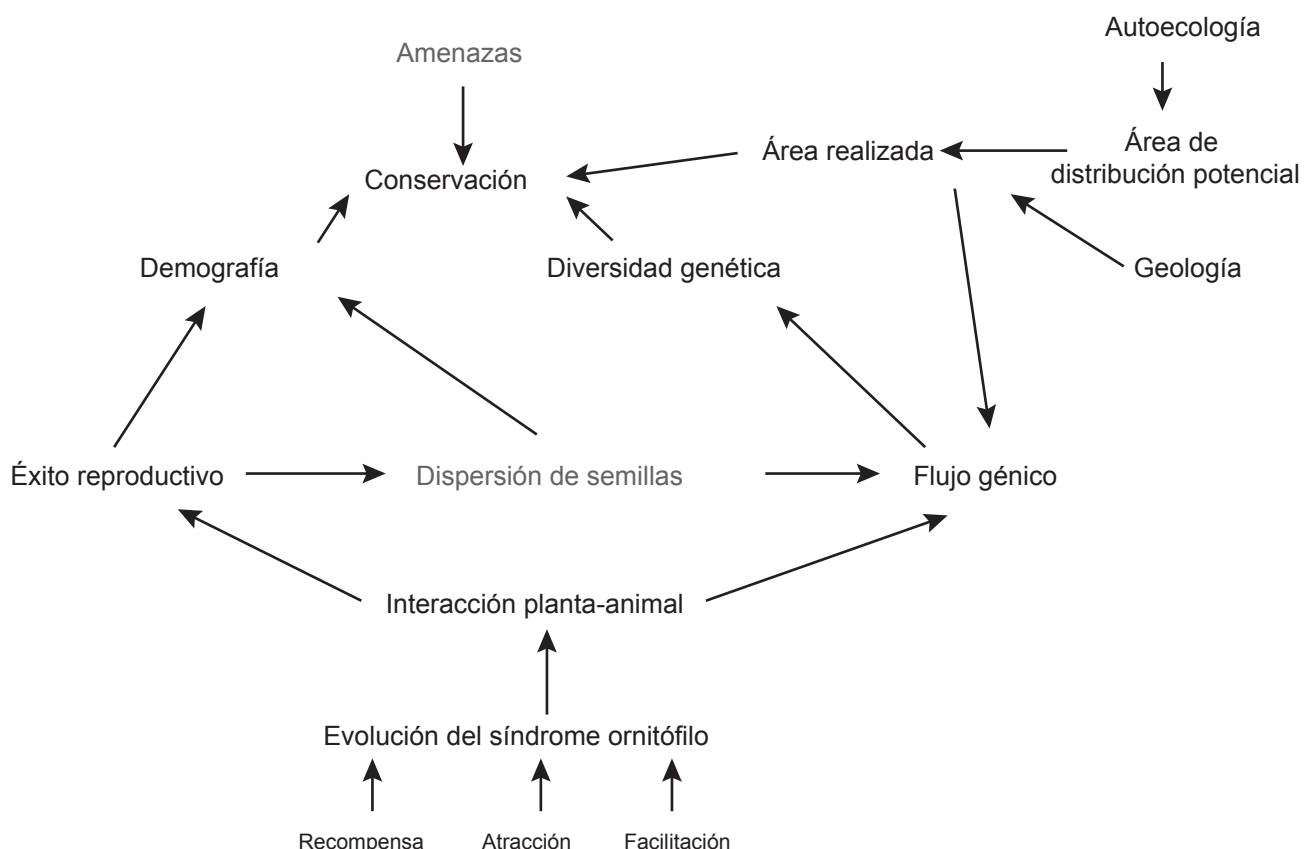 Autoecología
Amenazas
Área realizada
Área de
distribución potencial
Conservación
Demografía
Diversidad genética
Geología
Éxito reproductivo
Dispersión de semillas
Flujo génico
Interacción planta-animal
Evolución del síndrome ornitófilo
Recompensa
Atracción
Facilitación